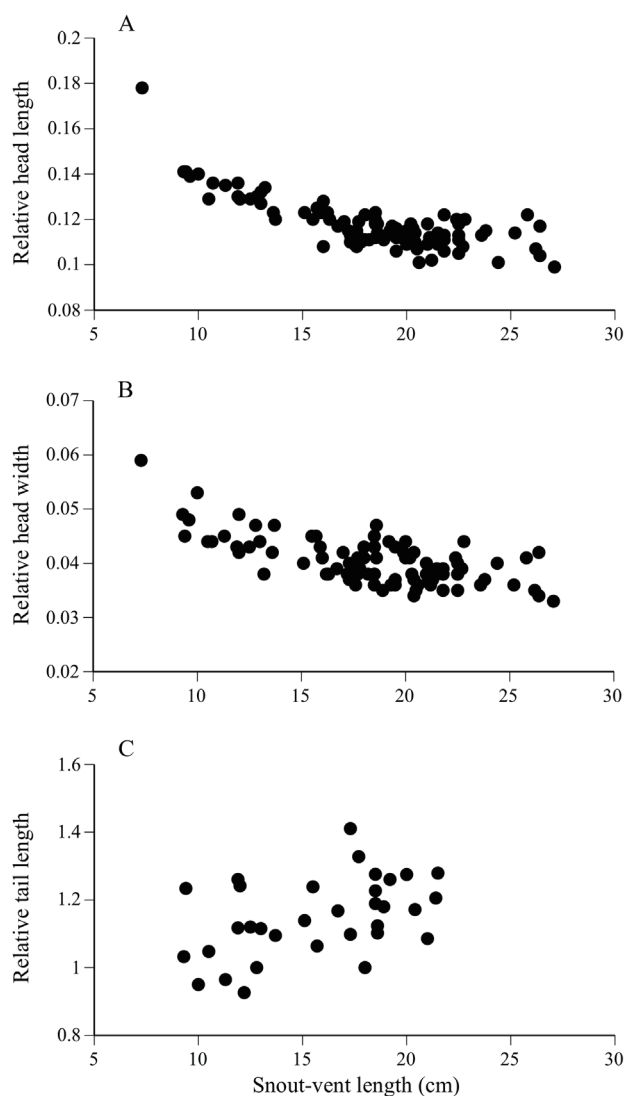 A
0.2
0.18
0.16
0.14
0.12
0.1
0.08
Relative head length
5 10 15 20 25 30
B
0.07
0.06
0.05
0.04
0.03
0.02
Relative head width
5 10 15 20 25 30
C
1.6
1.4
1.2
1
0.8
Relative tail length
5 10 15 20 25 30
Snout-vent length (cm)